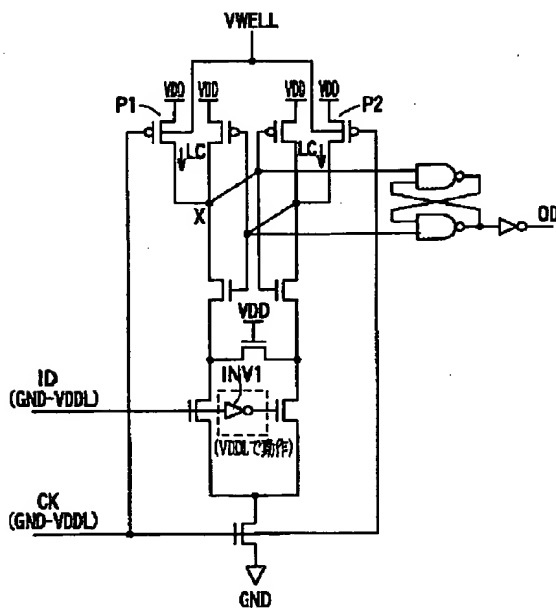 VWELL
VDD VDD VDD VDD
P1 P2
LC LC
X
OD
VDD
ID
(GND-VDDL)
INV1
(VDDLで動作)
CK
(GND-VDDL)
GND